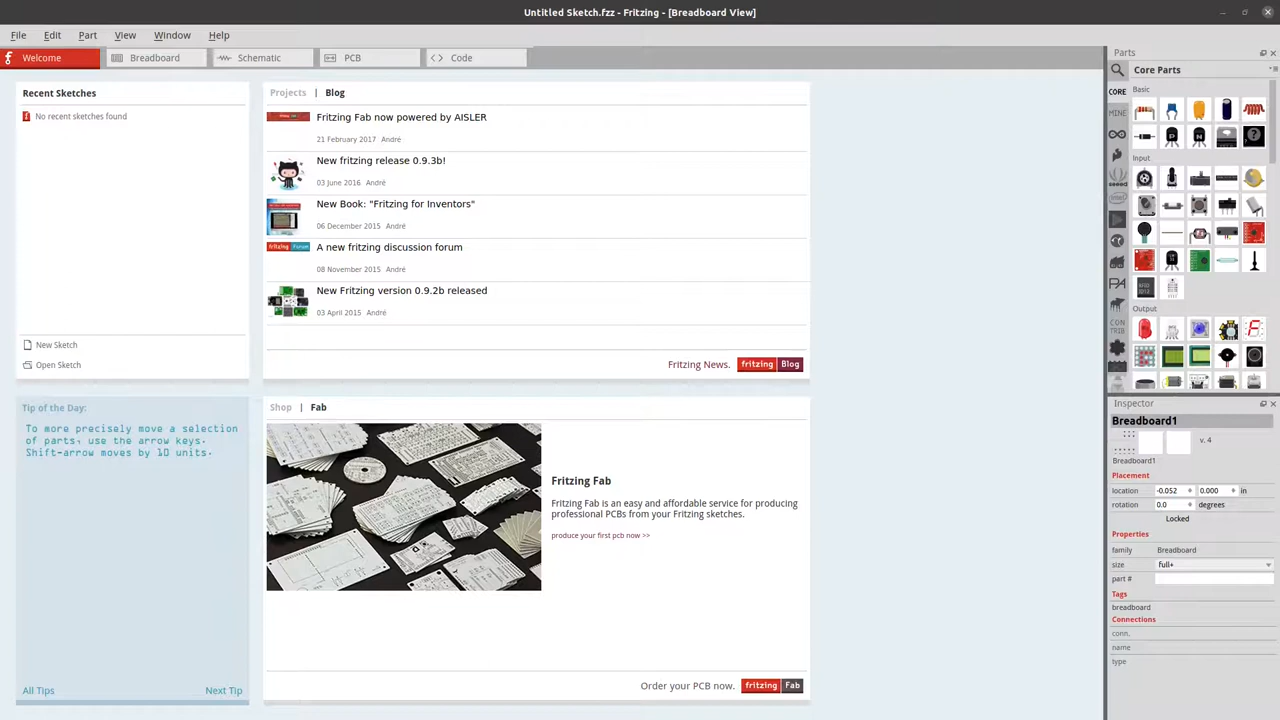 Untitled Sketch.fzz - Fritzing - [Breadboard View]
File Edit Part View Window Help
Welcome Breadboard Schematic PCB Code
Recent Sketches
No recent sketches found
New Sketch
Open Sketch
Projects | Blog
Fritzing Fab now powered by AISLER
21 February 2017 André
New fritzing release 0.9.3b!
03 June 2016 André
New Book: "Fritzing for Inventors"
06 December 2015 André
A new fritzing discussion forum
08 November 2015 André
New Fritzing version 0.9.2b released
03 April 2015 André
Fritzing News. fritzing Blog
Tip of the Day:
To more precisely move a selection
of parts, use the arrow keys.
Shift-arrow moves by 10 units.
All Tips Next Tip
Shop | Fab
Fritzing Fab
Fritzing Fab is an easy and affordable service for producing
professional PCBs from your Fritzing sketches.
produce your first pcb now >>
Order your PCB now. fritzing Fab
Parts
Core Parts
CORE
MINE
seeed
CON
TRIB
Basic
Input
Output
Inspector
Breadboard1
v. 4
Breadboard1
Placement
location -0.052 0.000 in
rotation 0.0 degrees
Locked
Properties
family Breadboard
size full+
part #
Tags
breadboard
Connections
conn.
name
type